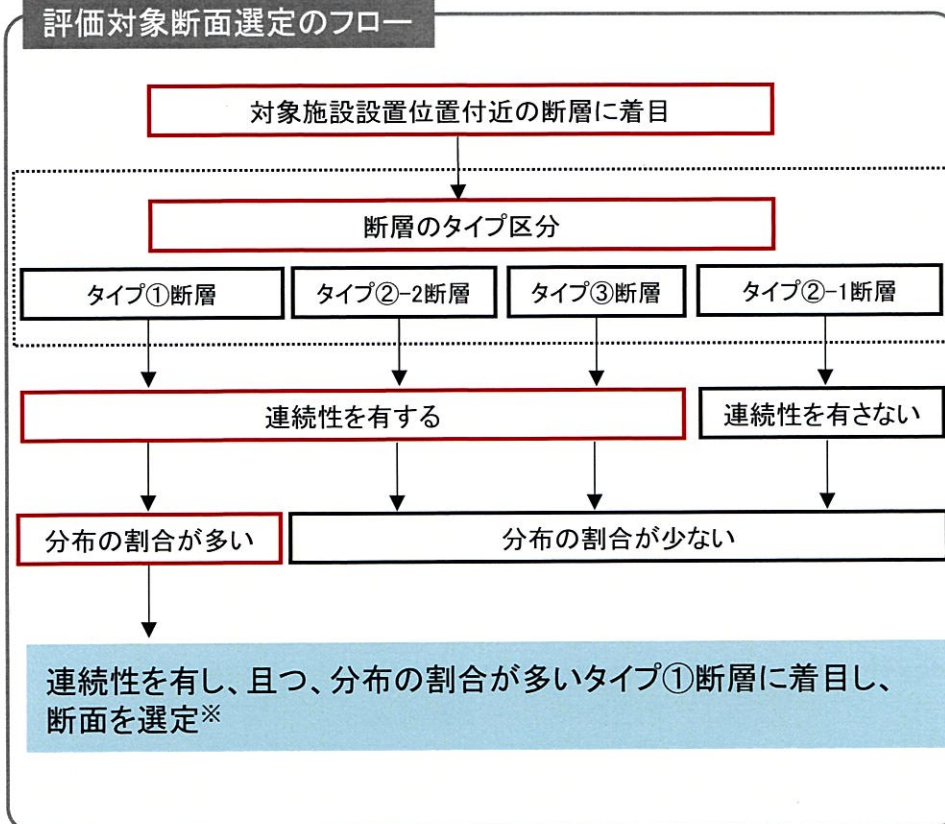 評価対象断面選定のフロー
対象施設設置位置付近の断層に着目
断層のタイプ区分
タイプ①断層
タイプ②-2断層
タイプ③断層
タイプ②-1断層
連続性を有する
連続性を有さない
分布の割合が多い
分布の割合が少ない
連続性を有し、且つ、分布の割合が多いタイプ①断層に着目し、
断面を選定※